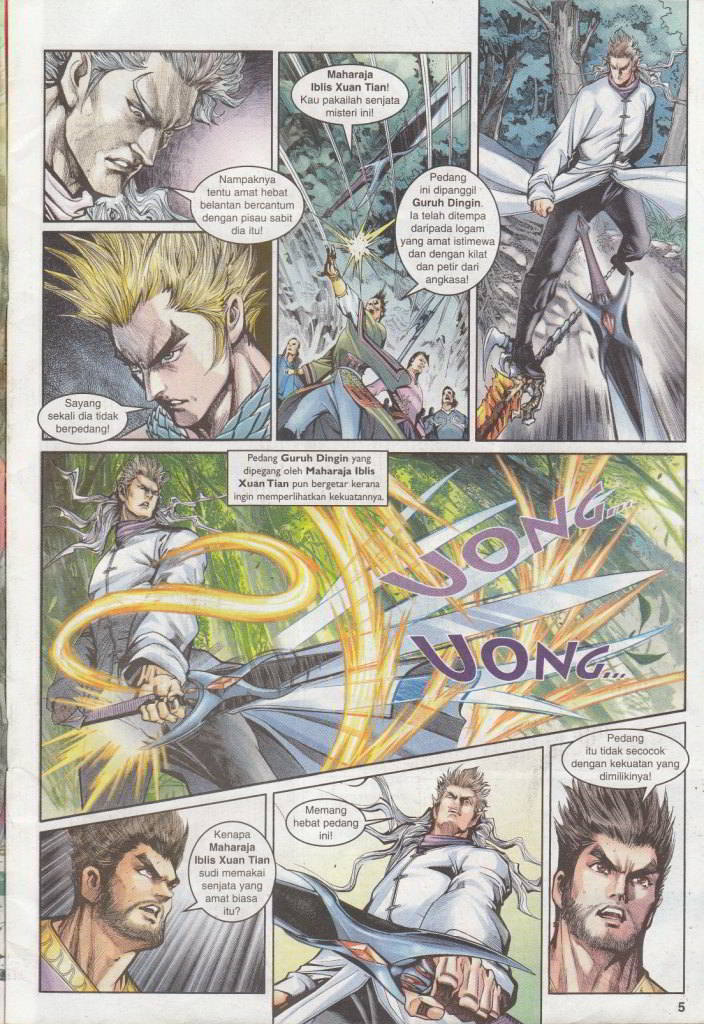 Nampaknya
tentu amat hebat
belantan bercantum
dengan pisau sabit
dia itu!
Sayang
sekali dia tidak
berpedang!
Maharaja
Iblis Xuan Tian!
Kau pakailah senjata
misteri ini!
Pedang
ini dipanggil
Guruh Dingin.
Ia telah ditempa
daripada logam
yang amat istimewa
dan dengan kilat
dan petir dari
angkasa!
Pedang Guruh Dingin yang
dipegang oleh Maharaja Iblis
Xuan Tian pun bergetar kerana
ingin memperlihatkan kekuatannya.
UONG...
UONG...
Kenapa
Maharaja
Iblis Xuan Tian
sudi memakai
senjata yang
amat biasa
itu?
Memang
hebat pedang
ini!
Pedang
itu tidak secocok
dengan kekuatan yang
dimilikinya!
5